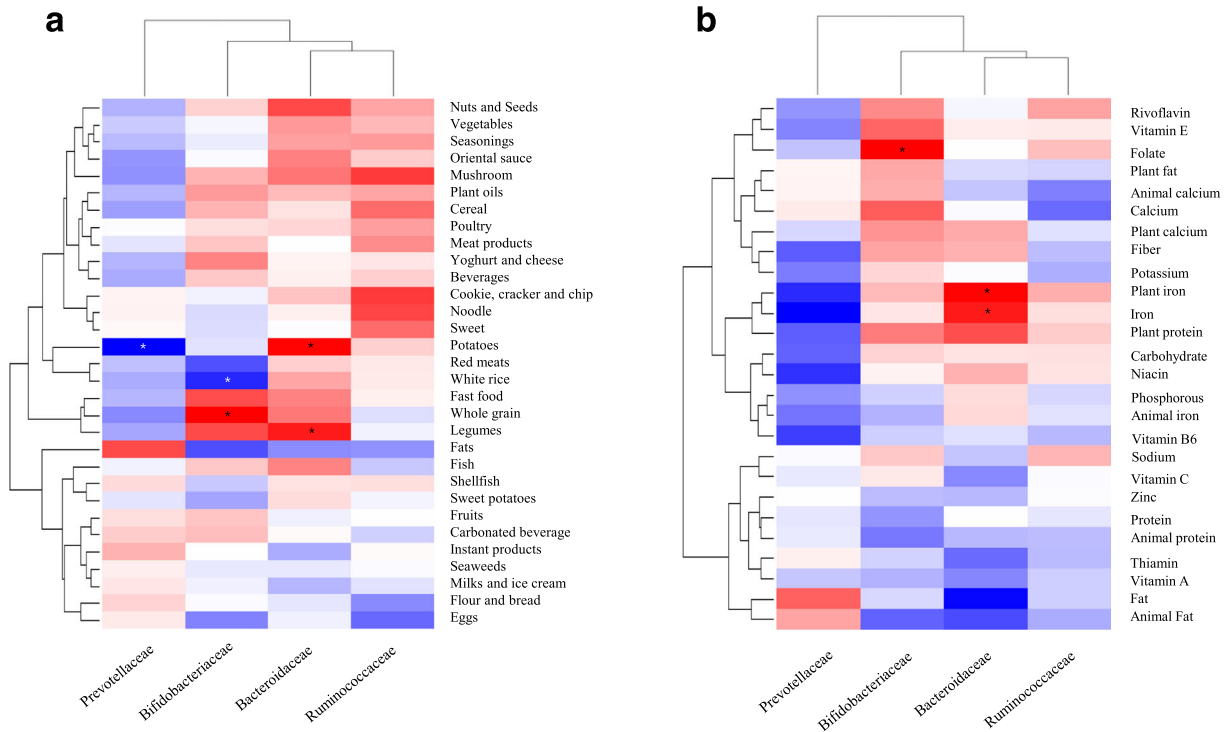 a
Nuts and Seeds
Vegetables
Seasonings
Oriental sauce
Mushroom
Plant oils
Cereal
Poultry
Meat products
Yoghurt and cheese
Beverages
Cookie, cracker and chip
Noodle
Sweet
Potatoes
Red meats
White rice
Fast food
Whole grain
Legumes
Fats
Fish
Shellfish
Sweet potatoes
Fruits
Carbonated beverage
Instant products
Seaweeds
Milks and ice cream
Flour and bread
Eggs
*
*
*
*
*
Prevotellaceae
Bifidobacteriaceae
Bacteroidaceae
Ruminococcaceae
b
Rivoflavin
Vitamin E
Folate
Plant fat
Animal calcium
Calcium
Plant calcium
Fiber
Potassium
Plant iron
Iron
Plant protein
Carbohydrate
Niacin
Phosphorous
Animal iron
Vitamin B6
Sodium
Vitamin C
Zinc
Protein
Animal protein
Thiamin
Vitamin A
Fat
Animal Fat
*
*
*
Prevotellaceae
Bifidobacteriaceae
Bacteroidaceae
Ruminococcaceae